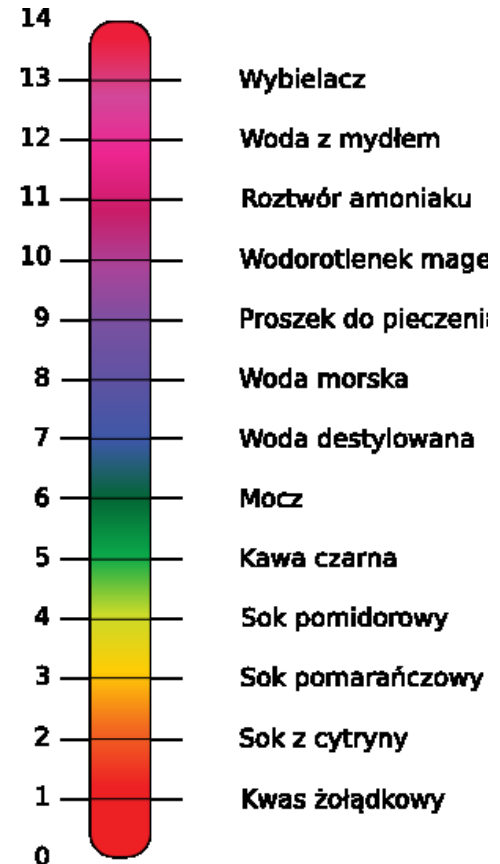 14
13 Wybielacz
12 Woda z mydłem
11 Roztwór amoniaku
10 Wodorotlenek mage
9 Proszek do pieczenia
8 Woda morska
7 Woda destylowana
6 Mocz
5 Kawa czarna
4 Sok pomidorowy
3 Sok pomarańczowy
2 Sok z cytryny
1 Kwas żołądkowy
0